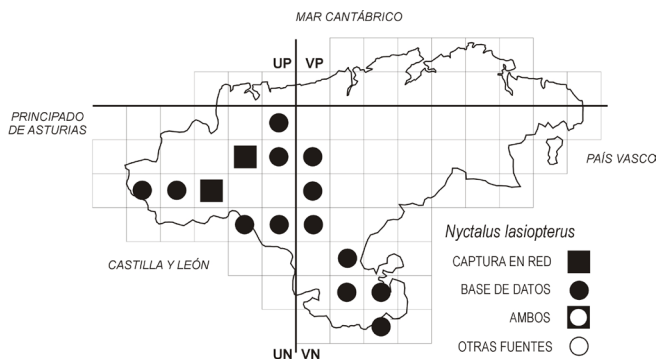 MAR CANTÁBRICO
UP VP
PRINCIPADO
DE ASTURIAS
PAÍS VASCO
Nyctalus lasiopterus
CASTILLA Y LEÓN
CAPTURA EN RED
BASE DE DATOS
AMBOS
OTRAS FUENTES
UN VN